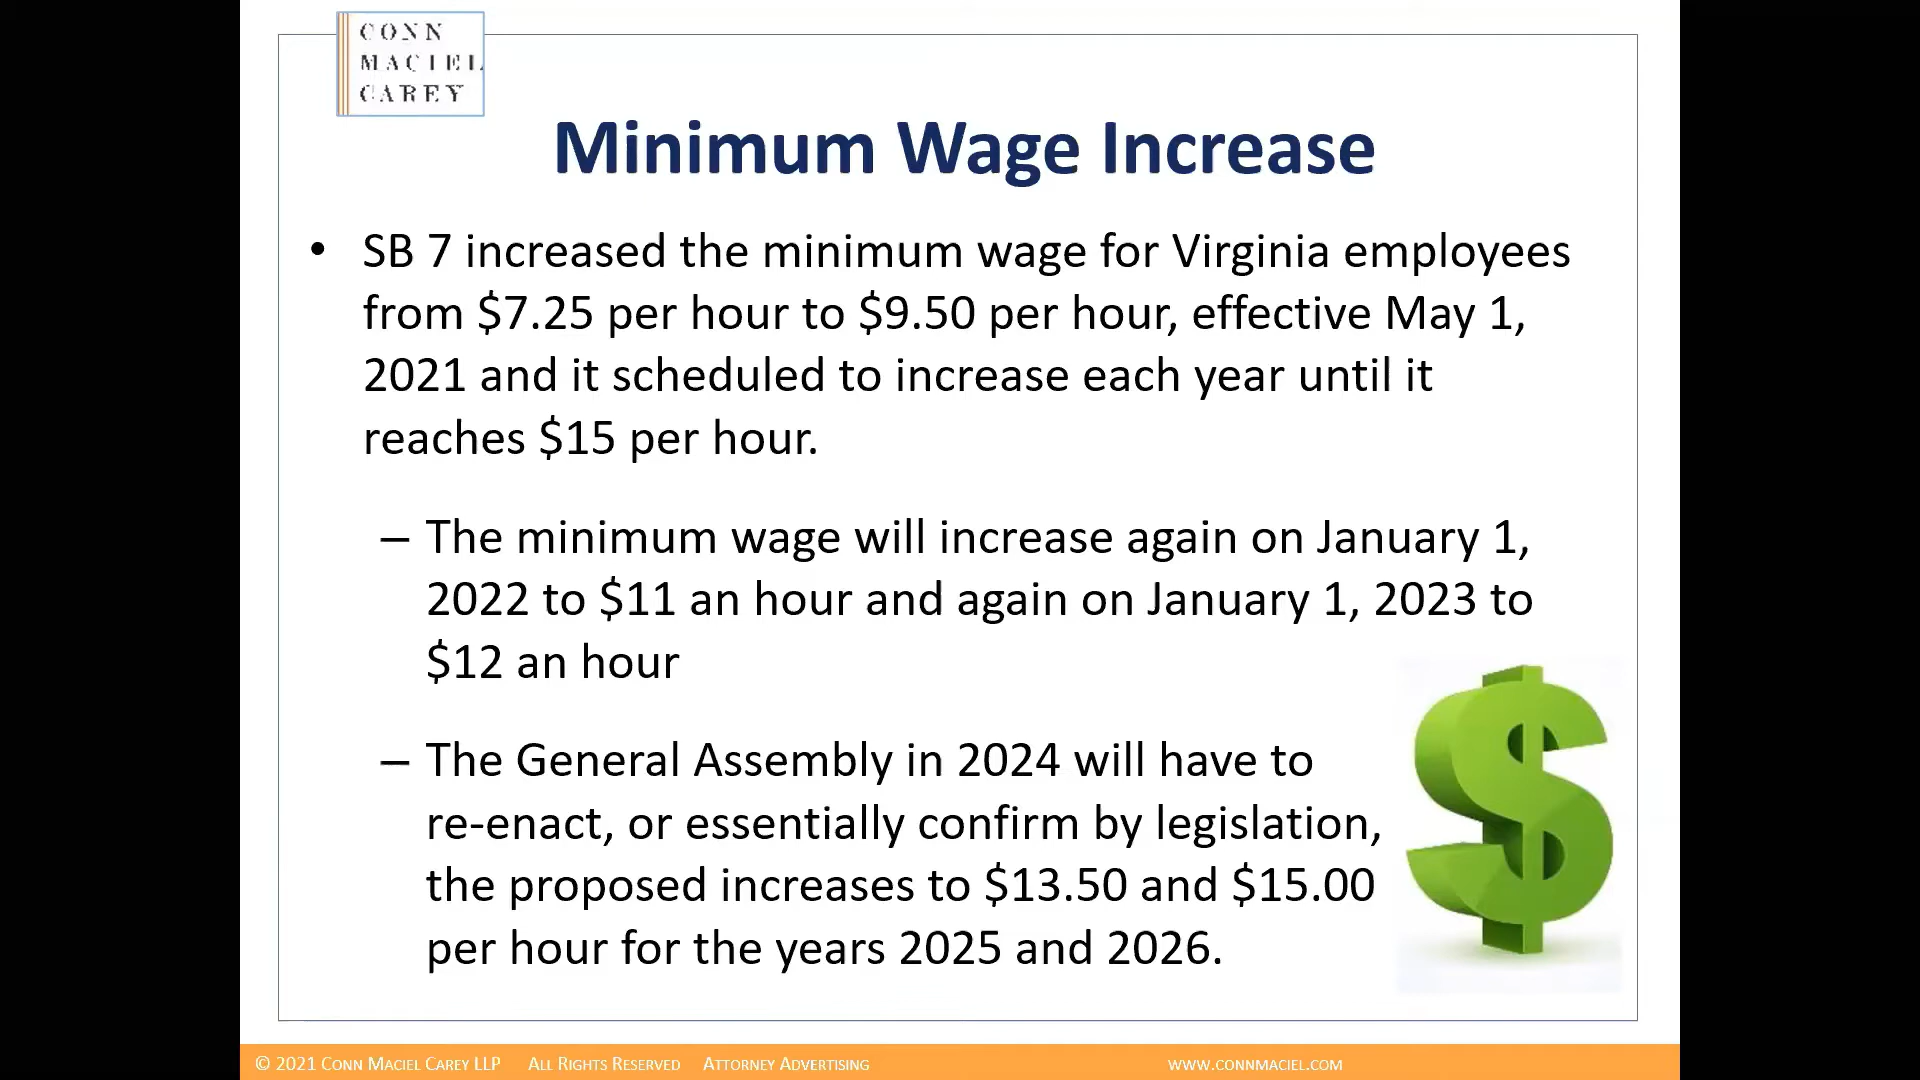 CONN
MACIEL
CAREY
Minimum Wage Increase
• SB 7 increased the minimum wage for Virginia employees
from $7.25 per hour to $9.50 per hour, effective May 1,
2021 and it scheduled to increase each year until it
reaches $15 per hour.
– The minimum wage will increase again on January 1,
2022 to $11 an hour and again on January 1, 2023 to
$12 an hour
– The General Assembly in 2024 will have to
re-enact, or essentially confirm by legislation,
the proposed increases to $13.50 and $15.00
per hour for the years 2025 and 2026.
$
© 2021 CONN MACIEL CAREY LLP ALL RIGHTS RESERVED ATTORNEY ADVERTISING WWW.CONNMACIEL.COM